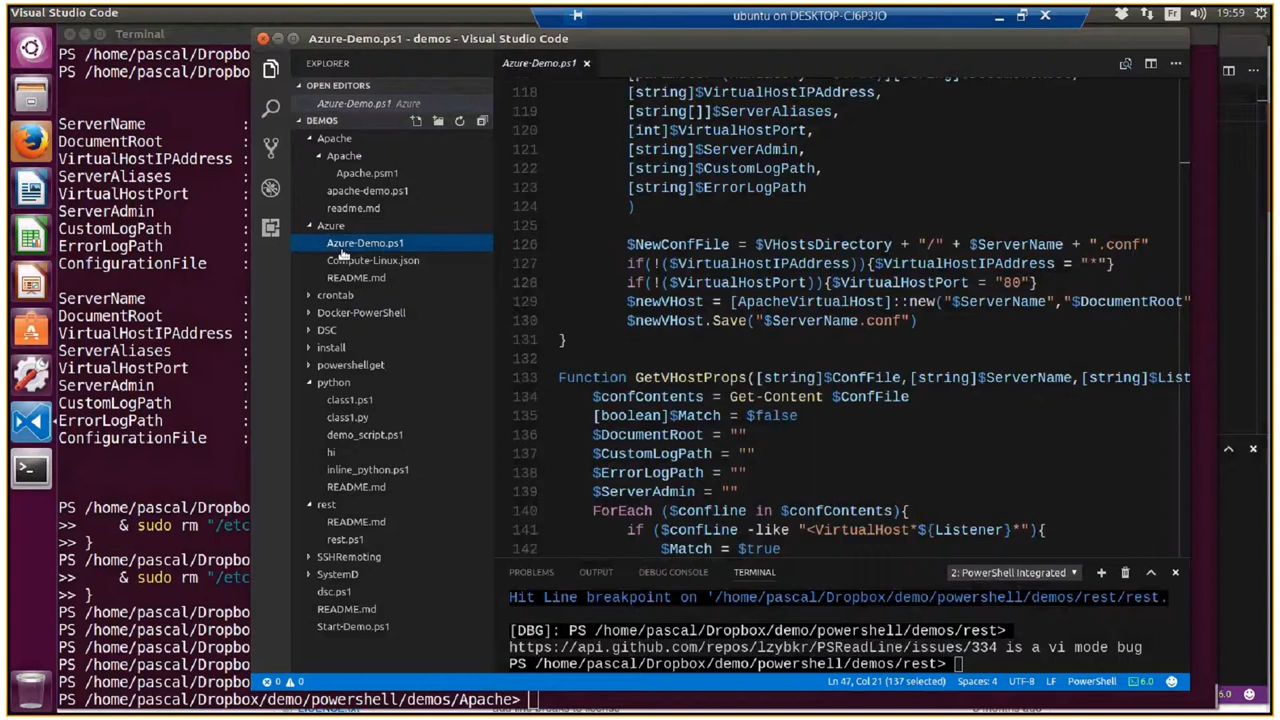 System Settings
ubuntu on DESKTOP-CJ6P3JO
Fr
19:59
Terminal
PS /home/pascal/Dropbo
PS /home/pascal/Dropbo
ServerName :
DocumentRoot :
VirtualHostIPAddress :
ServerAliases :
VirtualHostPort :
ServerAdmin :
CustomLogPath :
ErrorLogPath :
ConfigurationFile :
ServerName :
DocumentRoot :
VirtualHostIPAddress :
ServerAliases :
VirtualHostPort :
ServerAdmin :
CustomLogPath :
ErrorLogPath :
ConfigurationFile :
PS /home/pascal/Dropbo
>> & sudo rm "/etc
>> }
PS /home/pascal/Dropbo
>> & sudo rm "/etc
>> }
PS /home/pascal/Dropbo
PS /home/pascal/Dropbo
PS /home/pascal/Dropbo
PS /home/pascal/Dropbo
PS /home/pascal/Dropbo/demo/powershell/demos/Apache>
Azure-Demo.ps1 - demos - Visual Studio Code
EXPLORER
OPEN EDITORS
Azure-Demo.ps1 Azure
DEMOS
Apache
Apache
Apache.psm1
apache-demo.ps1
readme.md
Azure
Azure-Demo.ps1
Compute-Linux.json
README.md
crontab
Docker-PowerShell
DSC
install
powershellget
python
class1.ps1
class1.py
demo_script.ps1
hi
inline_python.ps1
README.md
rest
README.md
rest.ps1
SSHRemoting
SystemD
dsc.ps1
README.md
Start-Demo.ps1
Azure-Demo.ps1
118 [string]$VirtualHostIPAddress,
119 [string[]]$ServerAliases,
120 [int]$VirtualHostPort,
121 [string]$ServerAdmin,
122 [string]$CustomLogPath,
123 [string]$ErrorLogPath
124 )
125
126 $NewConfFile = $VHostsDirectory + "/" + $ServerName + ".conf"
127 if(!($VirtualHostIPAddress)){$VirtualHostIPAddress = "*"}
128 if(!($VirtualHostPort)){$VirtualHostPort = "80"}
129 $newVHost = [ApacheVirtualHost]::new("$ServerName","$DocumentRoot"
130 $newVHost.Save("$ServerName.conf")
131 }
132
133 Function GetVHostProps([string]$ConfFile,[string]$ServerName,[string]$List
134 $confContents = Get-Content $ConfFile
135 [boolean]$Match = $false
136 $DocumentRoot = ""
137 $CustomLogPath = ""
138 $ErrorLogPath = ""
139 $ServerAdmin = ""
140 ForEach ($confline in $confContents){
141 if ($confLine -like "<VirtualHost*${Listener}*"){
142 $Match = $true
PROBLEMS OUTPUT DEBUG CONSOLE TERMINAL 2: PowerShell Integrated
Hit Line breakpoint on '/home/pascal/Dropbox/demo/powershell/demos/rest/rest.
[DBG]: PS /home/pascal/Dropbox/demo/powershell/demos/rest>
https://api.github.com/repos/lzybkr/PSReadLine/issues/334 is a vi mode bug
PS /home/pascal/Dropbox/demo/powershell/demos/rest>
0 0 Ln 47, Col 21 (137 selected) Spaces: 4 UTF-8 LF PowerShell 6.0
6.0